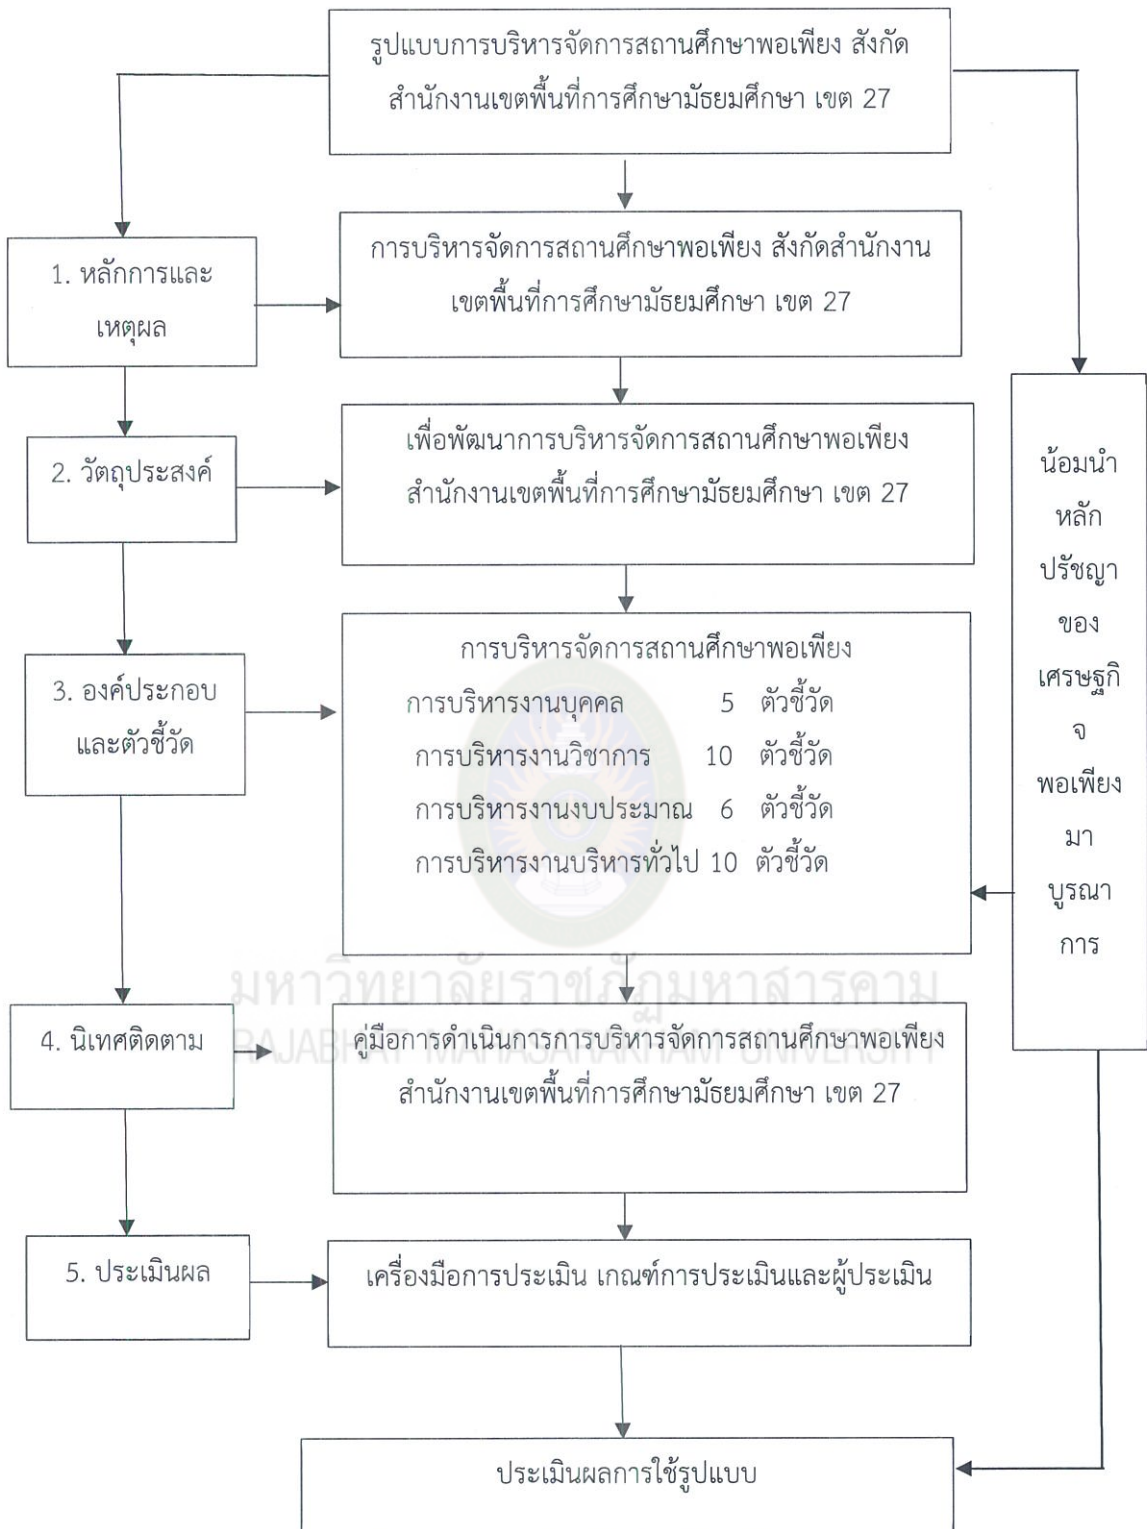 รูปแบบการบริหารจัดการสถานศึกษาพอเพียง สังกัด
สำนักงานเขตพื้นที่การศึกษามัธยมศึกษา เขต 27
1. หลักการและ
เหตุผล
การบริหารจัดการสถานศึกษาพอเพียง สังกัดสำนักงาน
เขตพื้นที่การศึกษามัธยมศึกษา เขต 27
2. วัตถุประสงค์
เพื่อพัฒนาการบริหารจัดการสถานศึกษาพอเพียง
สำนักงานเขตพื้นที่การศึกษามัธยมศึกษา เขต 27
3. องค์ประกอบ
และตัวชี้วัด
การบริหารจัดการสถานศึกษาพอเพียง
การบริหารงานบุคคล 5 ตัวชี้วัด
การบริหารงานวิชาการ 10 ตัวชี้วัด
การบริหารงานงบประมาณ 6 ตัวชี้วัด
การบริหารงานบริหารทั่วไป 10 ตัวชี้วัด
น้อมนำ
หลัก
ปรัชญา
ของ
เศรษฐกิ
จ
พอเพียง
มา
บูรณา
การ
มหาวิทยาลัยราชภัฏมหาสารคาม
RAJABHAT MAHASARAKHAM UNIVERSITY
4. นิเทศติดตาม
คู่มือการดำเนินการการบริหารจัดการสถานศึกษาพอเพียง
สำนักงานเขตพื้นที่การศึกษามัธยมศึกษา เขต 27
5. ประเมินผล
เครื่องมือการประเมิน เกณฑ์การประเมินและผู้ประเมิน
ประเมินผลการใช้รูปแบบ